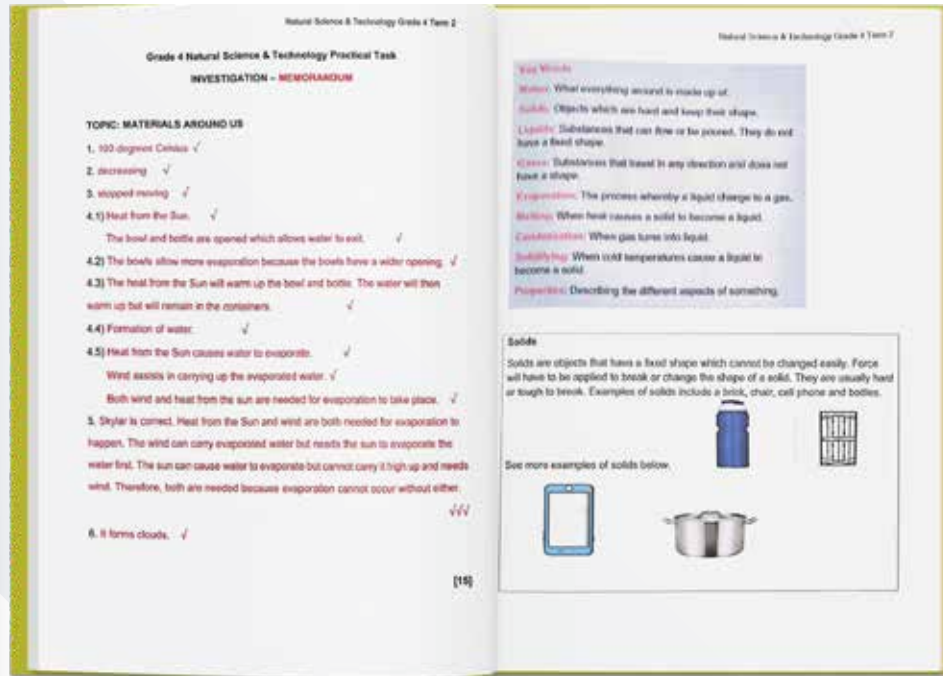 Natural Science & Technology Grade 4 Term 2
Grade 4 Natural Science & Technology Practical Task
INVESTIGATION – MEMORANDUM
TOPIC: MATERIALS AROUND US
1. 100 degrees Celsius √
2. decreasing √
3. stopped moving √
4.1) Heat from the Sun. √
The bowl and bottle are opened which allows water to exit. √
4.2) The bowls allow more evaporation because the bowls have a wider opening. √
4.3) The heat from the Sun will warm up the bowl and bottle. The water will then
warm up but will remain in the containers. √
4.4) Formation of water. √
4.5) Heat from the Sun causes water to evaporate. √
Wind assists in carrying up the evaporated water. √
Both wind and heat from the sun are needed for evaporation to take place. √
5. Skylar is correct. Heat from the Sun and wind are both needed for evaporation to
happen. The wind can carry evaporated water but needs the sun to evaporate the
water first. The sun can cause water to evaporate but cannot carry it high up and needs
wind. Therefore, both are needed because evaporation cannot occur without either.
√√√
6. It forms clouds. √
[15]
Natural Science & Technology Grade 4 Term 2
Key Words
Matter: What everything around is made up of.
Solids: Objects which are hard and keep their shape.
Liquids: Substances that can flow or be poured. They do not
have a fixed shape.
Gases: Substances that travel in any direction and does not
have a shape.
Evaporation: The process whereby a liquid change to a gas.
Melting: When heat causes a solid to become a liquid.
Condensation: When gas turns into liquid.
Solidifying: When cold temperatures cause a liquid to
become a solid.
Properties: Describing the different aspects of something.
Solids
Solids are objects that have a fixed shape which cannot be changed easily. Force
will have to be applied to break or change the shape of a solid. They are usually hard
or tough to break. Examples of solids include a brick, chair, cell phone and bottles.
See more examples of solids below.